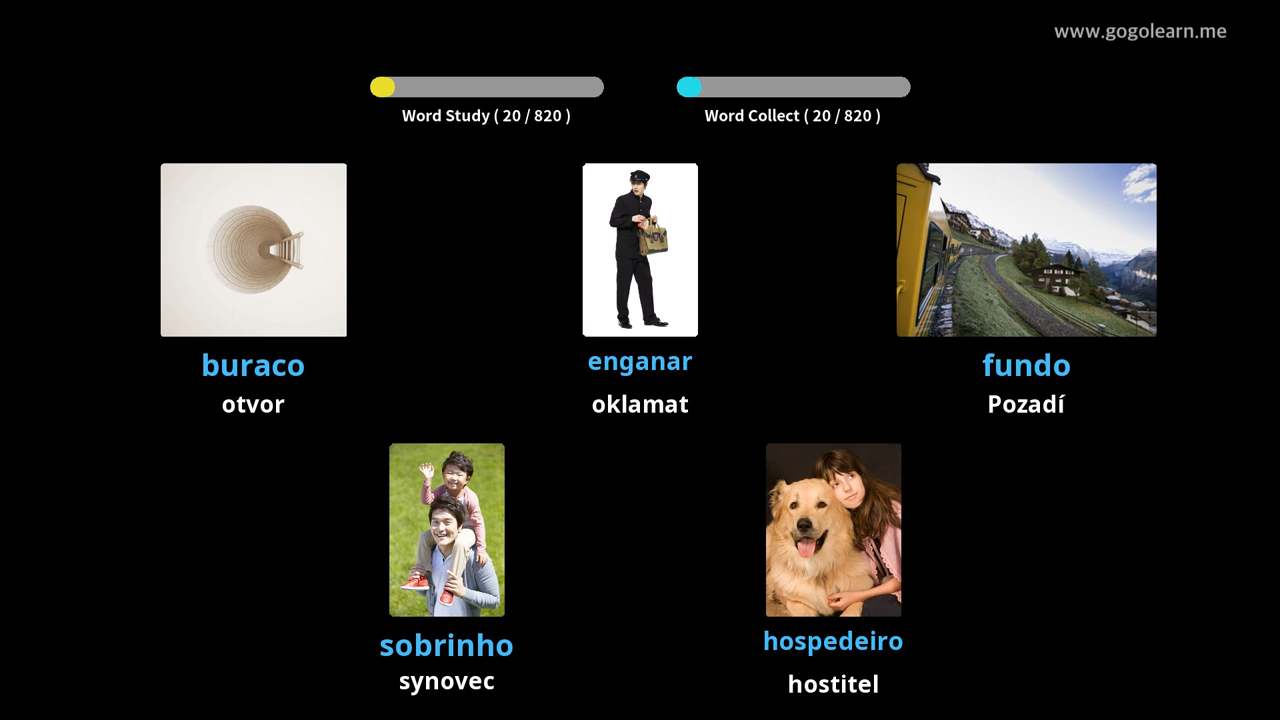 www.gogolearn.me
Word Study ( 20 / 820 )
Word Collect ( 20 / 820 )
buraco
otvor
enganar
oklamat
fundo
Pozadí
sobrinho
synovec
hospedeiro
hostitel